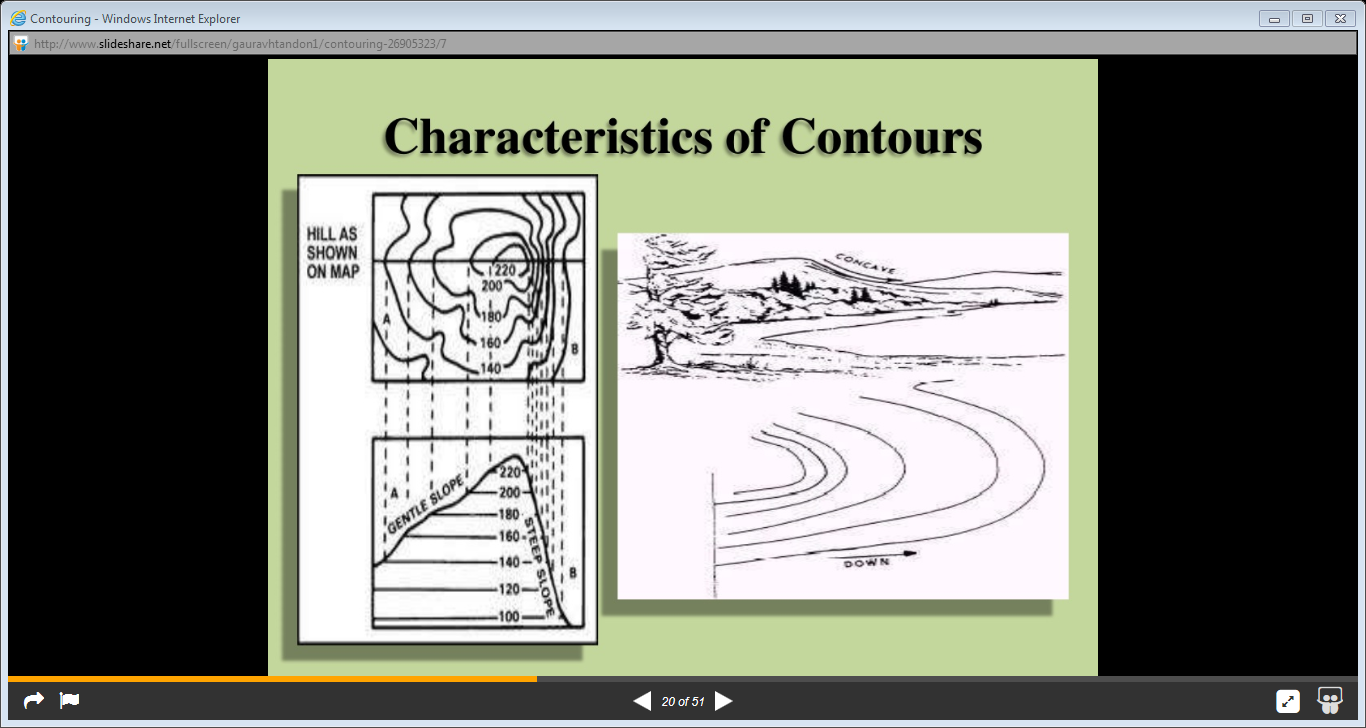 Contouring - Windows Internet Explorer
http://www.slideshare.net/fullscreen/gauravhtandon1/contouring-26905323/7
Characteristics of Contours
HILL AS
SHOWN
ON MAP
220
200
180
160
140
A
B
A
GENTLE SLOPE
STEEP SLOPE
B
220
200
180
160
140
120
100
CONCAVE
DOWN
20 of 51